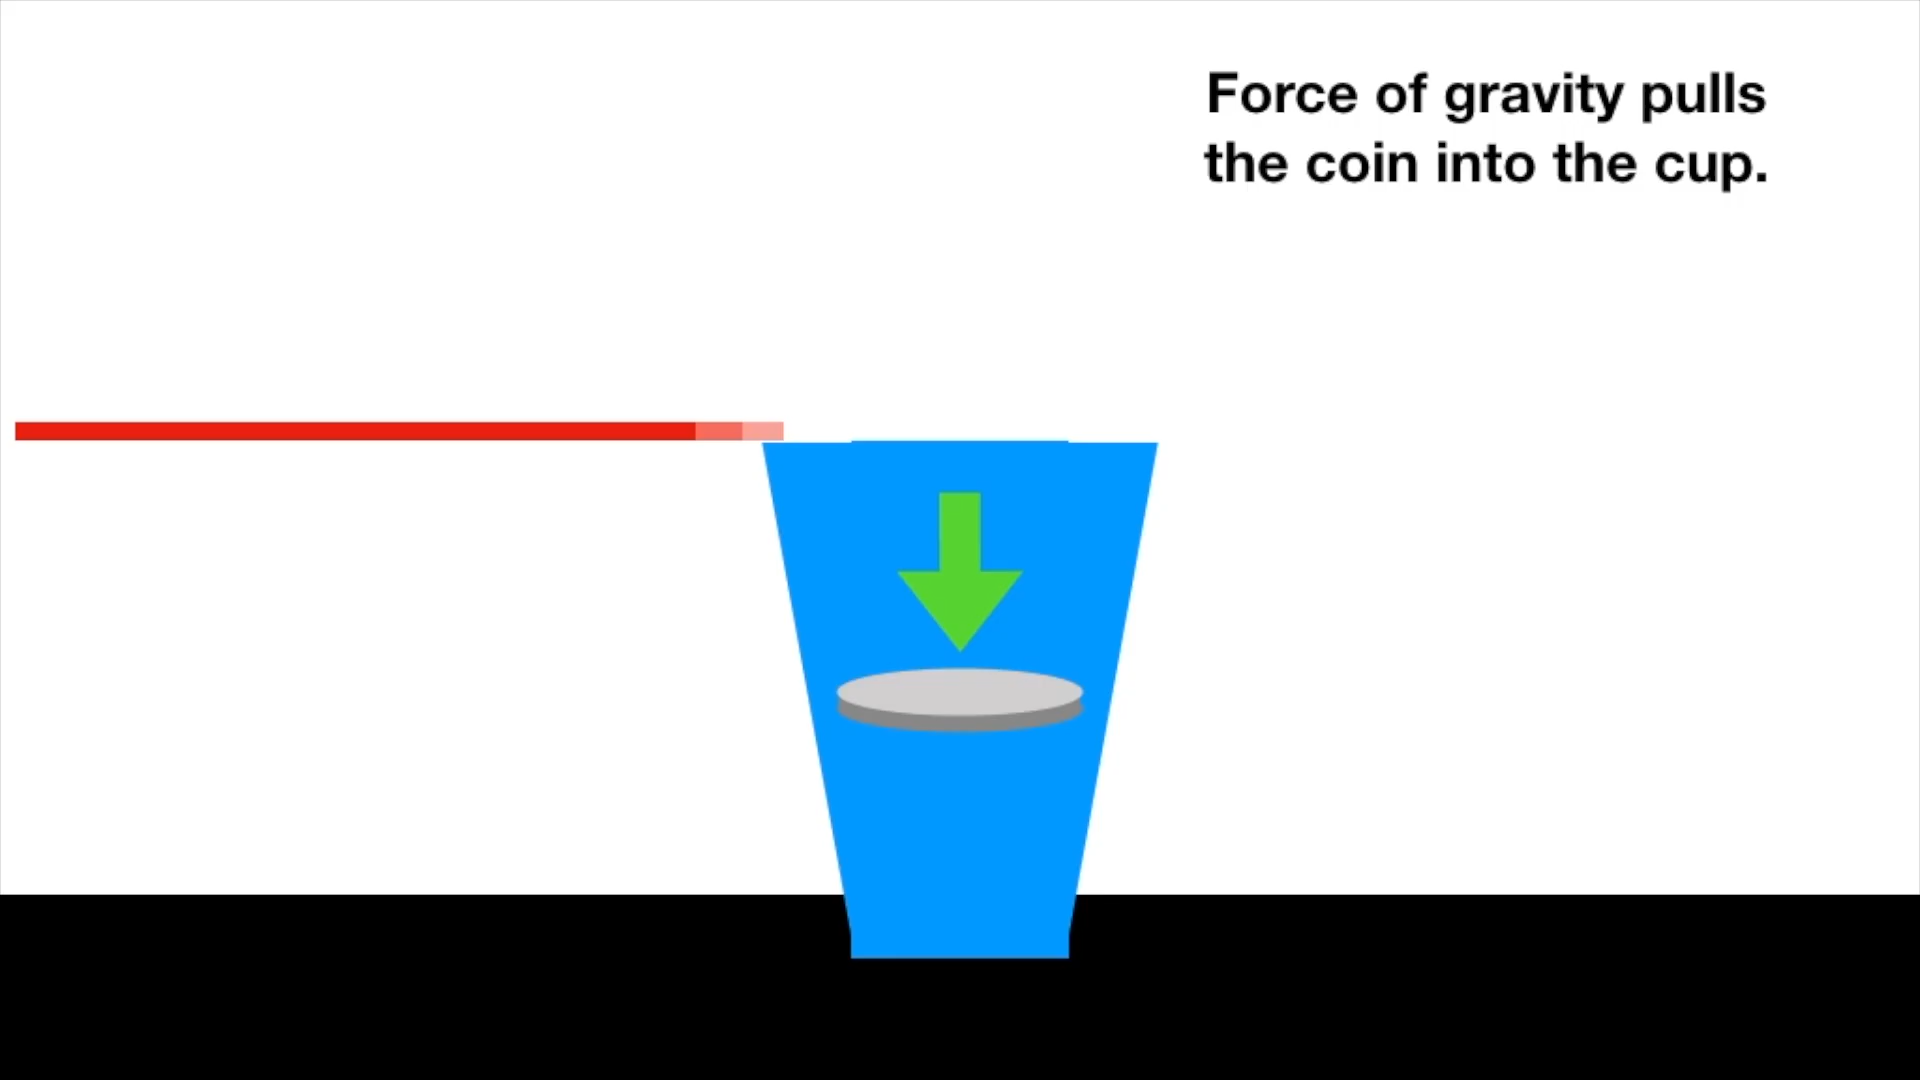 Force of gravity pulls
the coin into the cup.